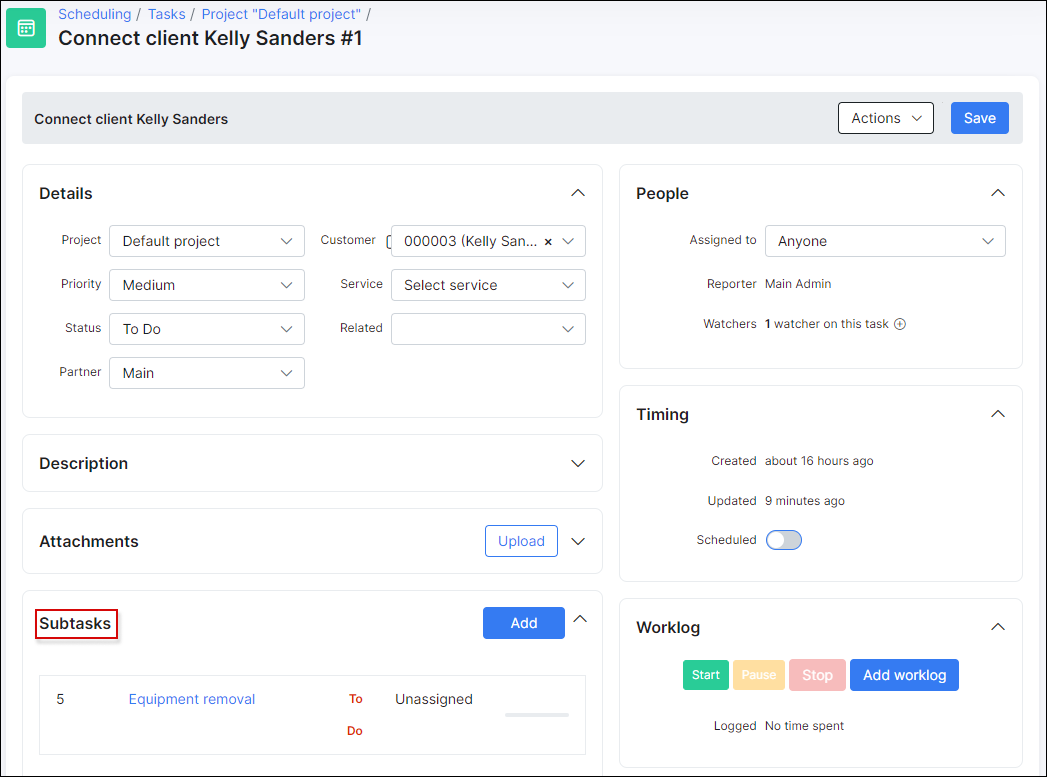 Scheduling / Tasks / Project "Default project" /
Connect client Kelly Sanders #1
Connect client Kelly Sanders
Actions
Save
Details
Project Default project
Customer 000003 (Kelly San... ×
Priority Medium
Service Select service
Status To Do
Related
Partner Main
Description
Attachments
Upload
Subtasks
Add
5 Equipment removal To Do Unassigned
People
Assigned to Anyone
Reporter Main Admin
Watchers 1 watcher on this task
Timing
Created about 16 hours ago
Updated 9 minutes ago
Scheduled
Worklog
Start Pause Stop Add worklog
Logged No time spent